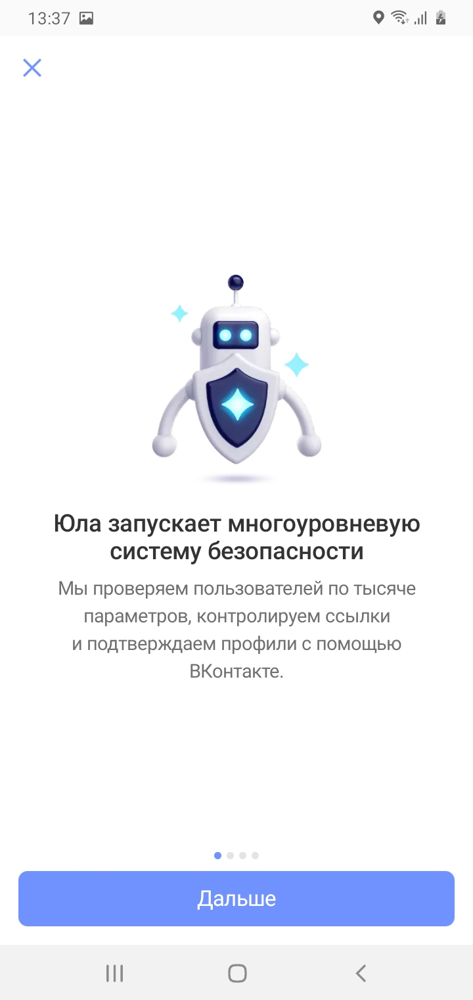 13:37
Юла запускает многоуровневую
систему безопасности
Мы проверяем пользователей по тысяче
параметров, контролируем ссылки
и подтверждаем профили с помощью
ВКонтакте.
Дальше